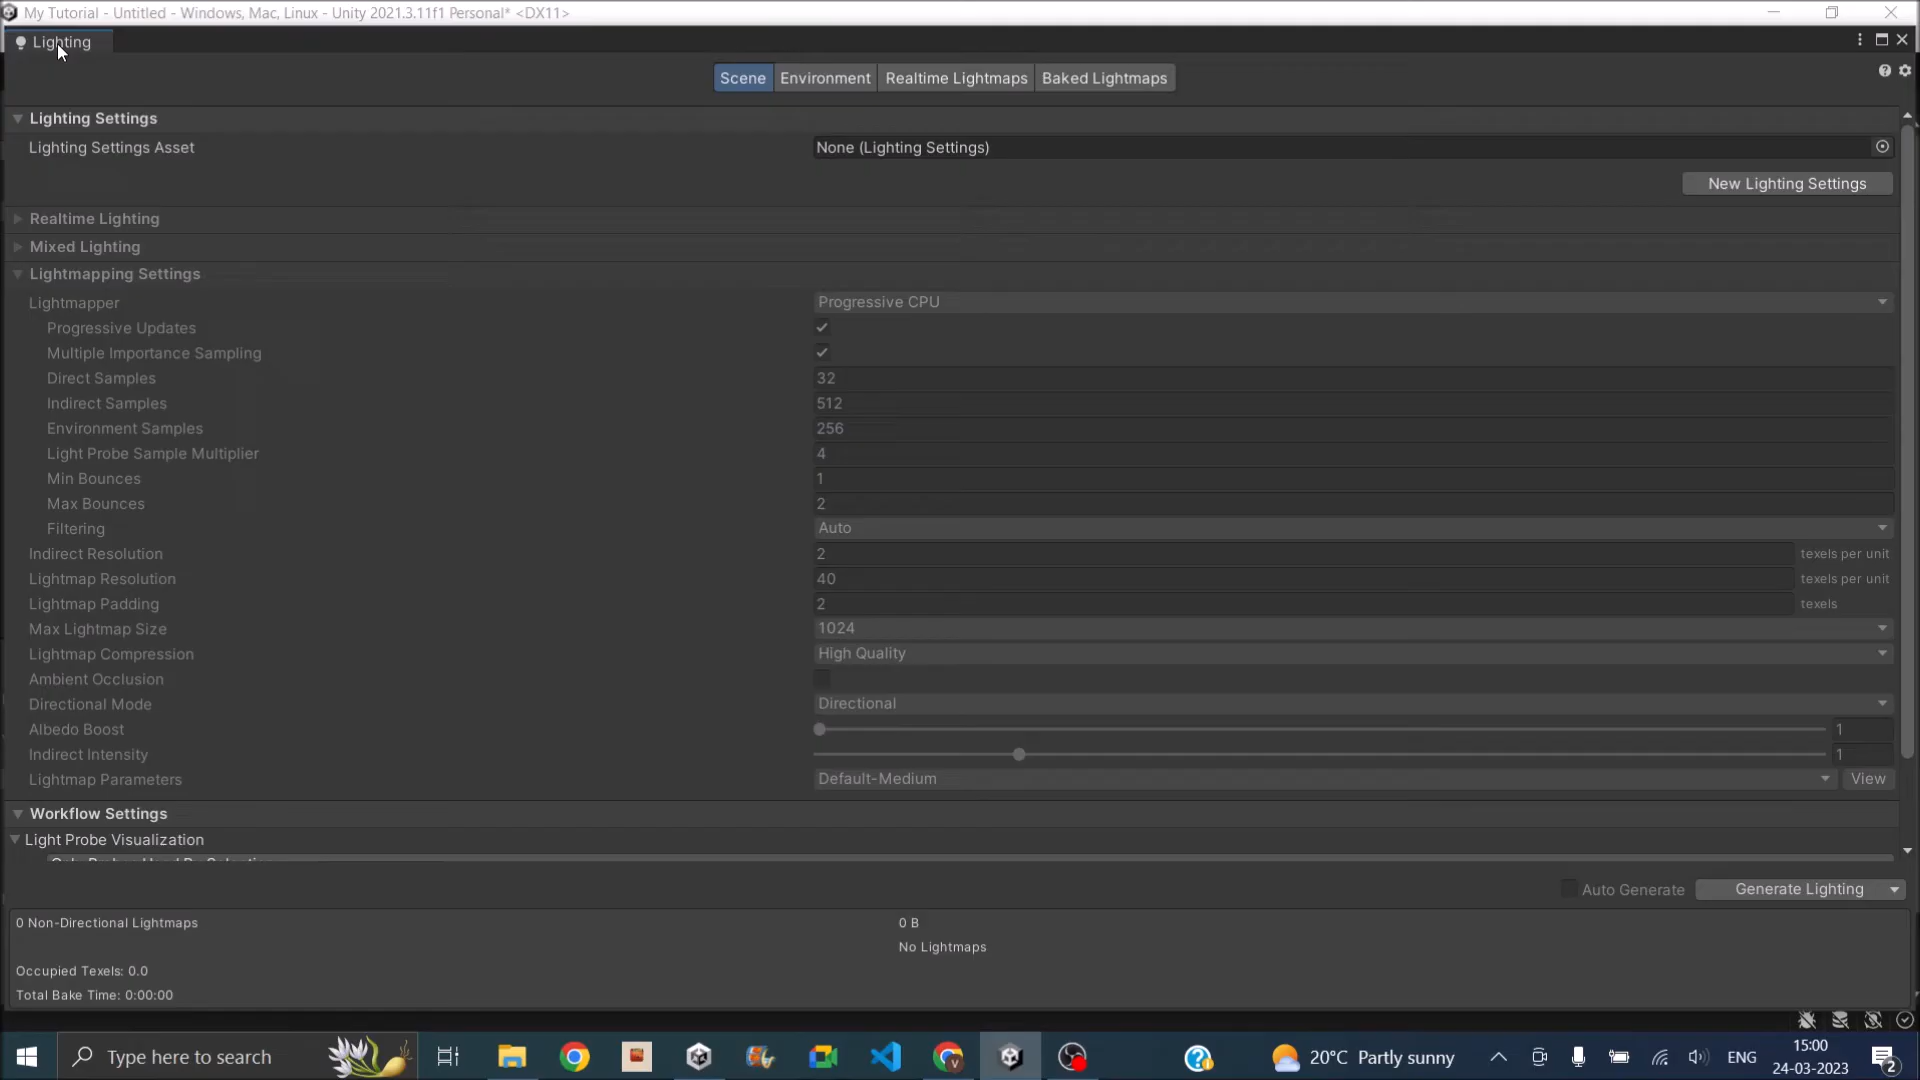 My Tutorial - Untitled - Windows, Mac, Linux - Unity 2021.3.11f1 Personal* <DX11>
Lighting
Scene Environment Realtime Lightmaps Baked Lightmaps
Lighting Settings
Lighting Settings Asset None (Lighting Settings)
New Lighting Settings
Realtime Lighting
Mixed Lighting
Lightmapping Settings
Lightmapper Progressive CPU
Progressive Updates
Multiple Importance Sampling
Direct Samples 32
Indirect Samples 512
Environment Samples 256
Light Probe Sample Multiplier 4
Min Bounces 1
Max Bounces 2
Filtering Auto
Indirect Resolution 2 texels per unit
Lightmap Resolution 40 texels per unit
Lightmap Padding 2 texels
Max Lightmap Size 1024
Lightmap Compression High Quality
Ambient Occlusion
Directional Mode Directional
Albedo Boost 1
Indirect Intensity 1
Lightmap Parameters Default-Medium View
Workflow Settings
Light Probe Visualization
Auto Generate Generate Lighting
0 Non-Directional Lightmaps 0 B
No Lightmaps
Occupied Texels: 0.0
Total Bake Time: 0:00:00
Type here to search 20°C Partly sunny ENG 15:00
24-03-2023 2